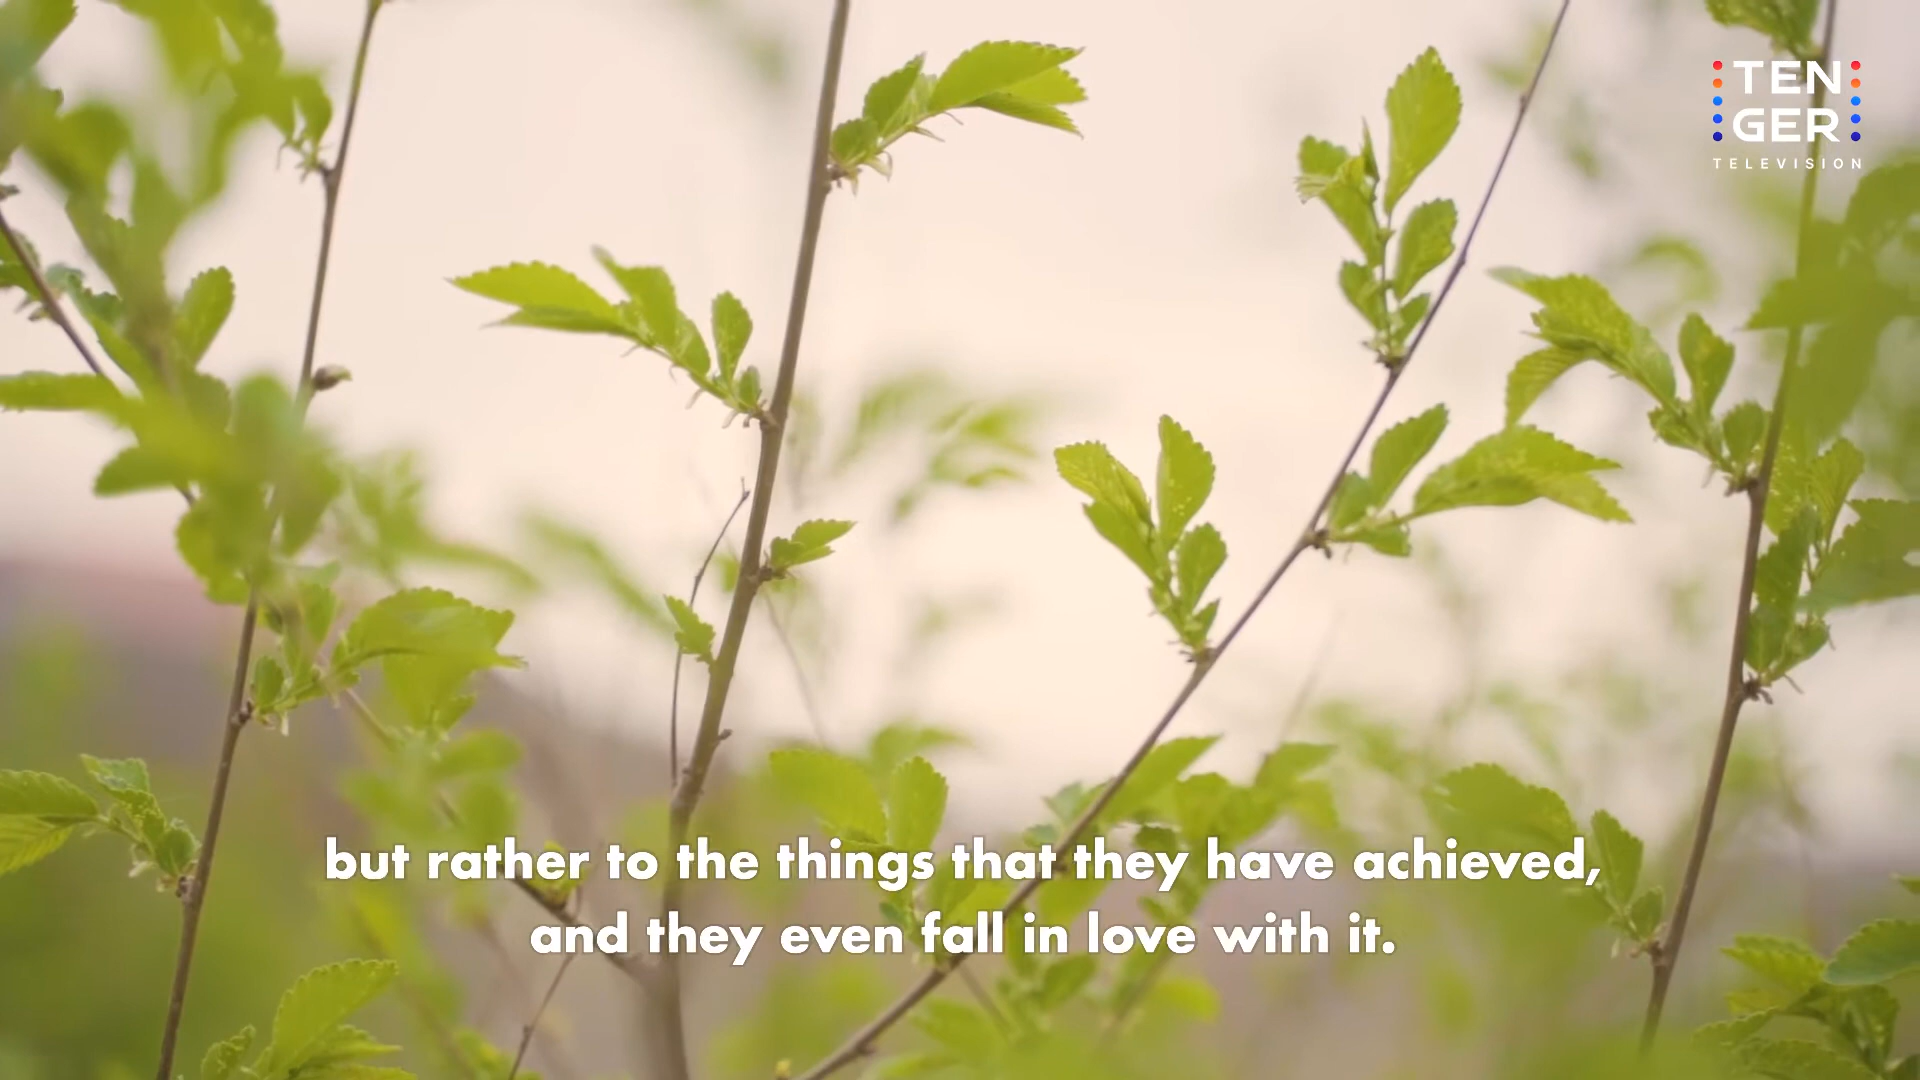 TEN
GER
TELEVISION
but rather to the things that they have achieved,
and they even fall in love with it.